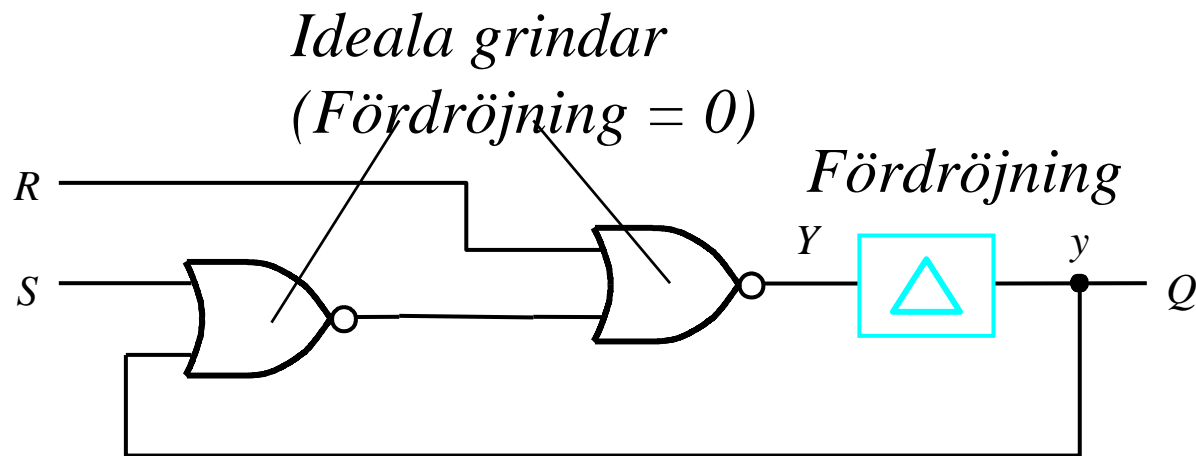 Ideala grindar
(Fördröjning = 0)
Fördröjning
R
Y
y
S
Q